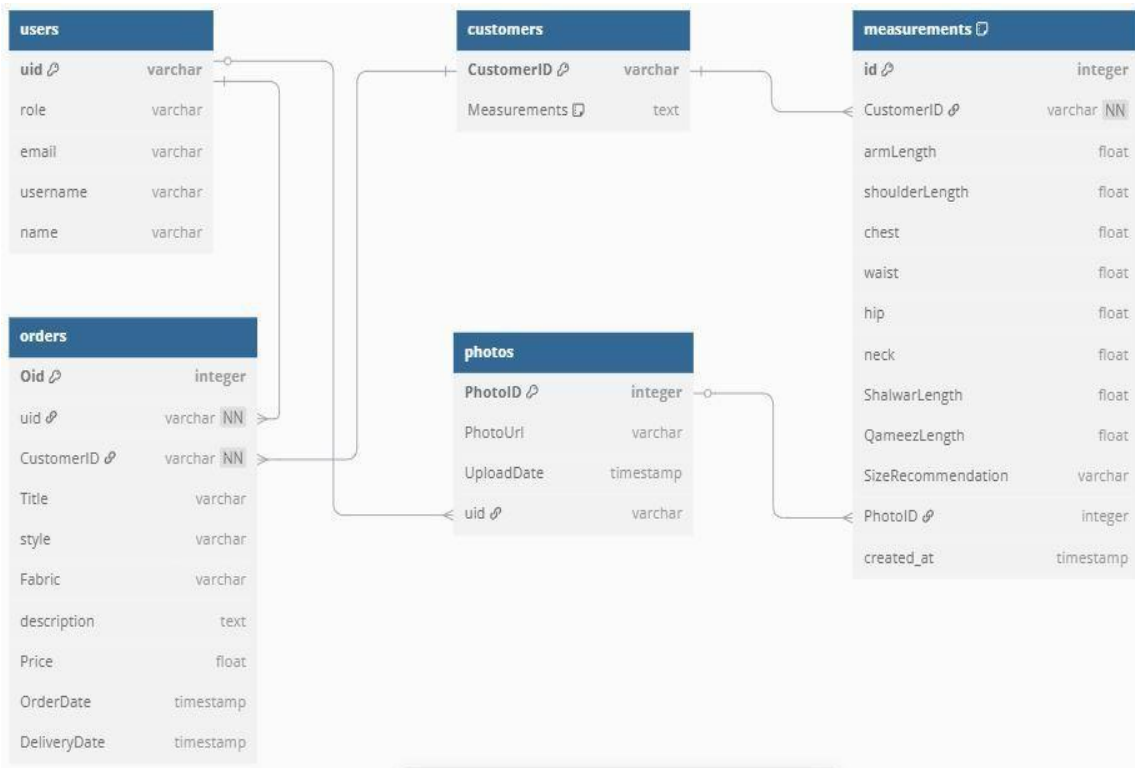 users
uid varchar
role varchar
email varchar
username varchar
name varchar
orders
Oid integer
uid varchar NN
CustomerID varchar NN
Title varchar
style varchar
Fabric varchar
description text
Price float
OrderDate timestamp
DeliveryDate timestamp
customers
CustomerID varchar
Measurements text
photos
PhotoID integer
PhotoUrl varchar
UploadDate timestamp
uid varchar
measurements
id integer
CustomerID varchar NN
armLength float
shoulderLength float
chest float
waist float
hip float
neck float
ShalwarLength float
QameezLength float
SizeRecommendation varchar
PhotoID integer
created_at timestamp